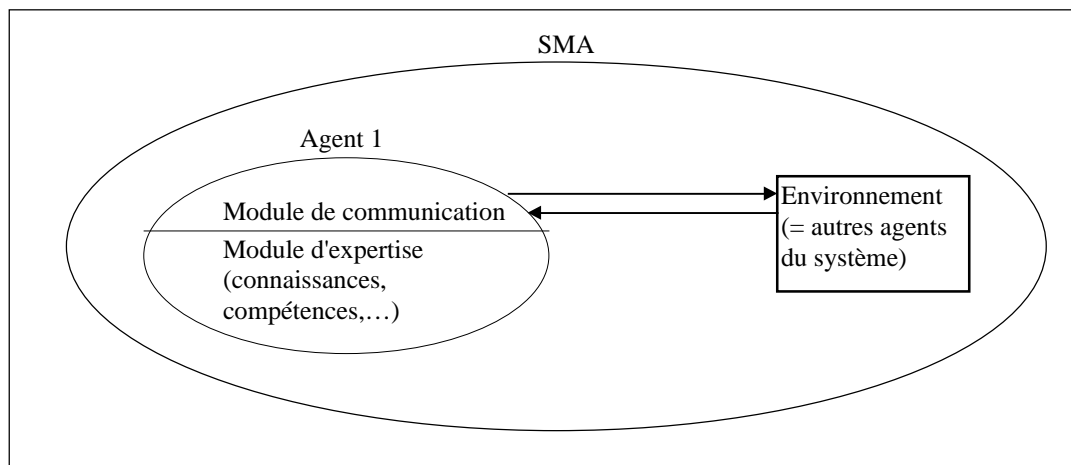 SMA
Agent 1
Module de communication
Module d'expertise
(connaissances,
compétences,…)
Environnement
(= autres agents
du système)